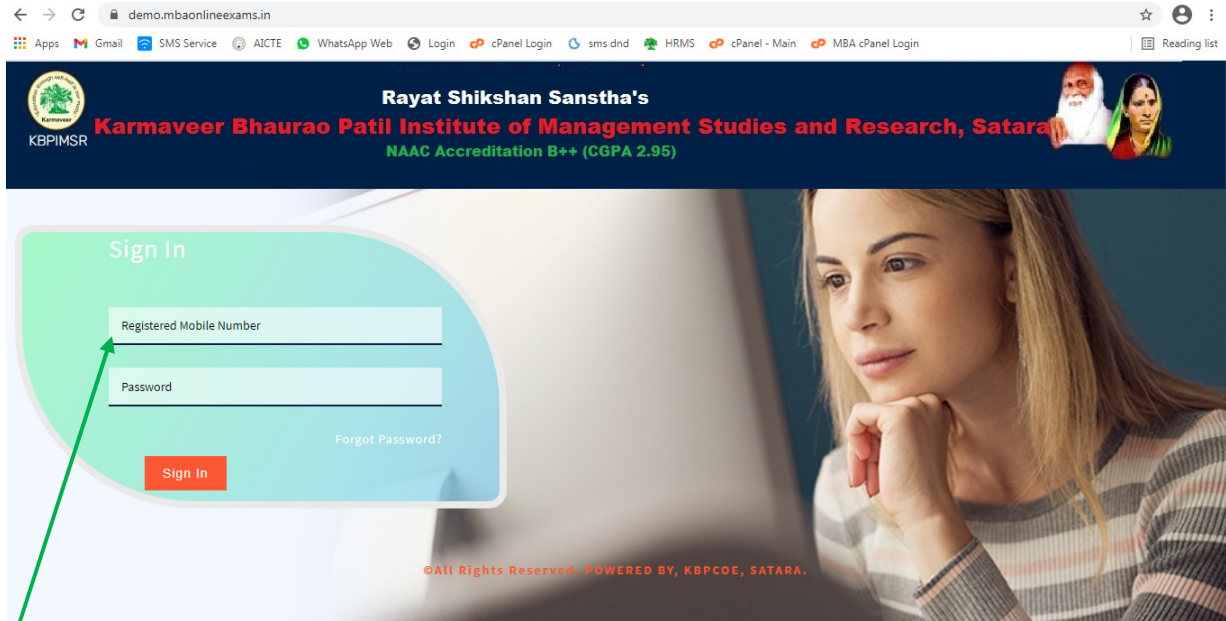 demo.mbaonlineexams.in
Apps Gmail SMS Service AICTE WhatsApp Web Login cPanel Login sms dnd HRMS cPanel - Main MBA cPanel Login Reading list
Rayat Shikshan Sanstha's
Karmaveer Bhaurao Patil Institute of Management Studies and Research, Satara
NAAC Accreditation B++ (CGPA 2.95)
Karmaveer
KBPIMSR
Sign In
Registered Mobile Number
Password
Forgot Password?
Sign In
©All Rights Reserved. POWERED BY, KBPCOE, SATARA.